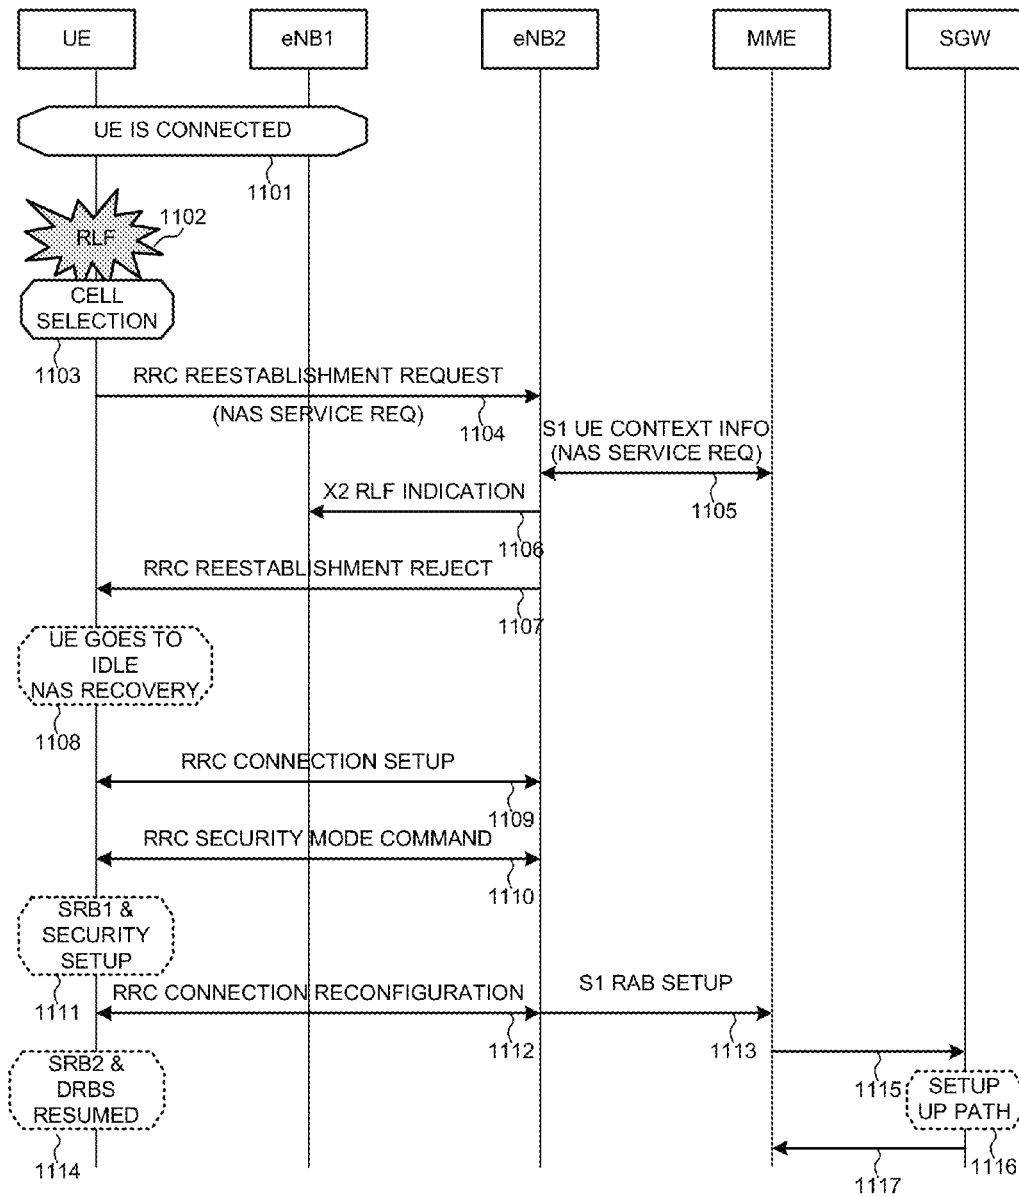 UE
eNB1
eNB2
MME
SGW
UE IS CONNECTED
1101
RLF
1102
CELL
SELECTION
1103
RRC REESTABLISHMENT REQUEST
(NAS SERVICE REQ)
1104
S1 UE CONTEXT INFO
(NAS SERVICE REQ)
1105
X2 RLF INDICATION
1106
RRC REESTABLISHMENT REJECT
1107
UE GOES TO
IDLE
NAS RECOVERY
1108
RRC CONNECTION SETUP
1109
RRC SECURITY MODE COMMAND
1110
SRB1 &
SECURITY
SETUP
1111
RRC CONNECTION RECONFIGURATION
1112
S1 RAB SETUP
1113
SRB2 &
DRBS
RESUMED
1114
1115
SETUP
UP PATH
1116
1117